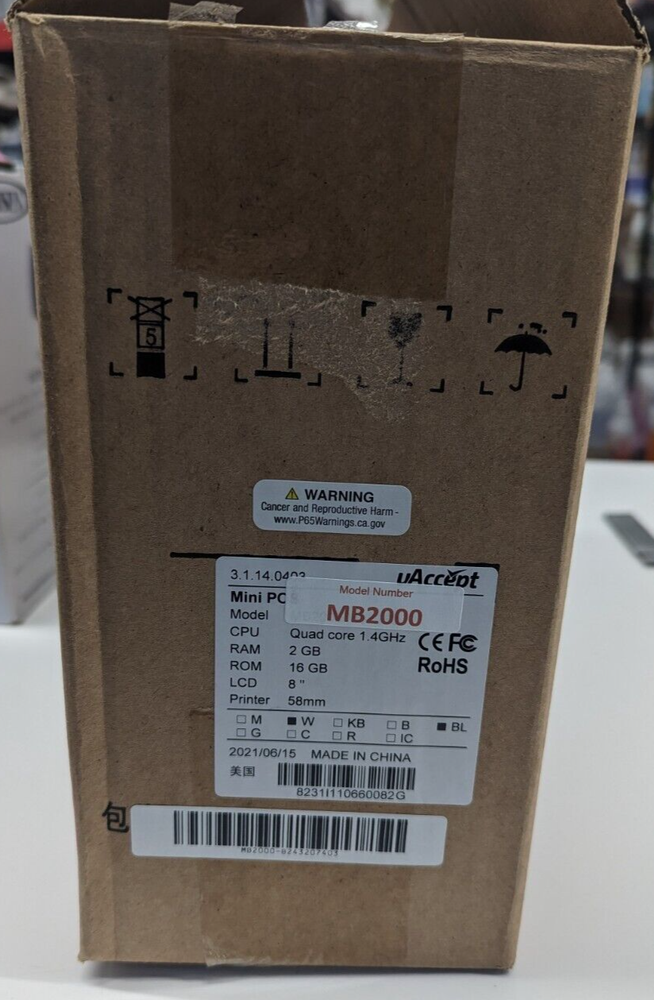 5
WARNING
Cancer and Reproductive Harm -
www.P65Warnings.ca.gov
3.1.14.0403
uAccept
Mini POS
Model Number
Model
MB2000
CPU Quad core 1.4GHz
CE FC
RAM 2 GB
RoHS
ROM 16 GB
LCD 8 "
Printer 58mm
M W KB B BL
G C R IC
2021/06/15 MADE IN CHINA
美国
8231I110660082G
包
MB2000-8243207403